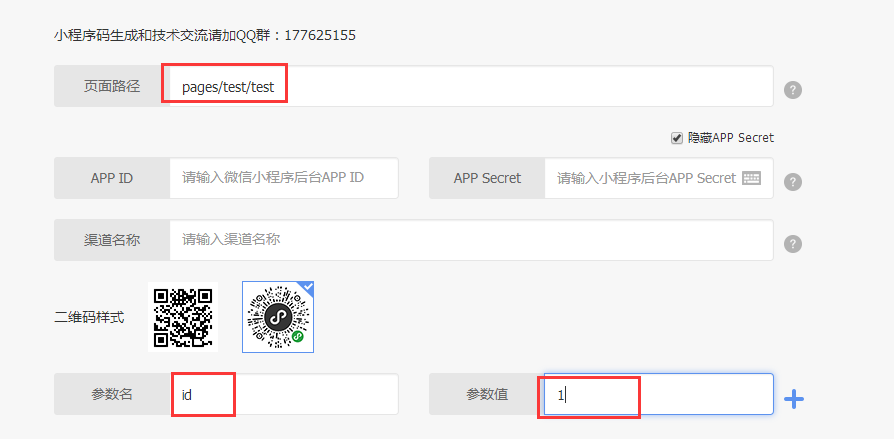 小程序码生成和技术交流请加QQ群：177625155
页面路径 pages/test/test
隐藏APP Secret
APP ID 请输入微信小程序后台APP ID APP Secret 请输入小程序后台APP Secret
渠道名称 请输入渠道名称
二维码样式
参数名 id 参数值 1